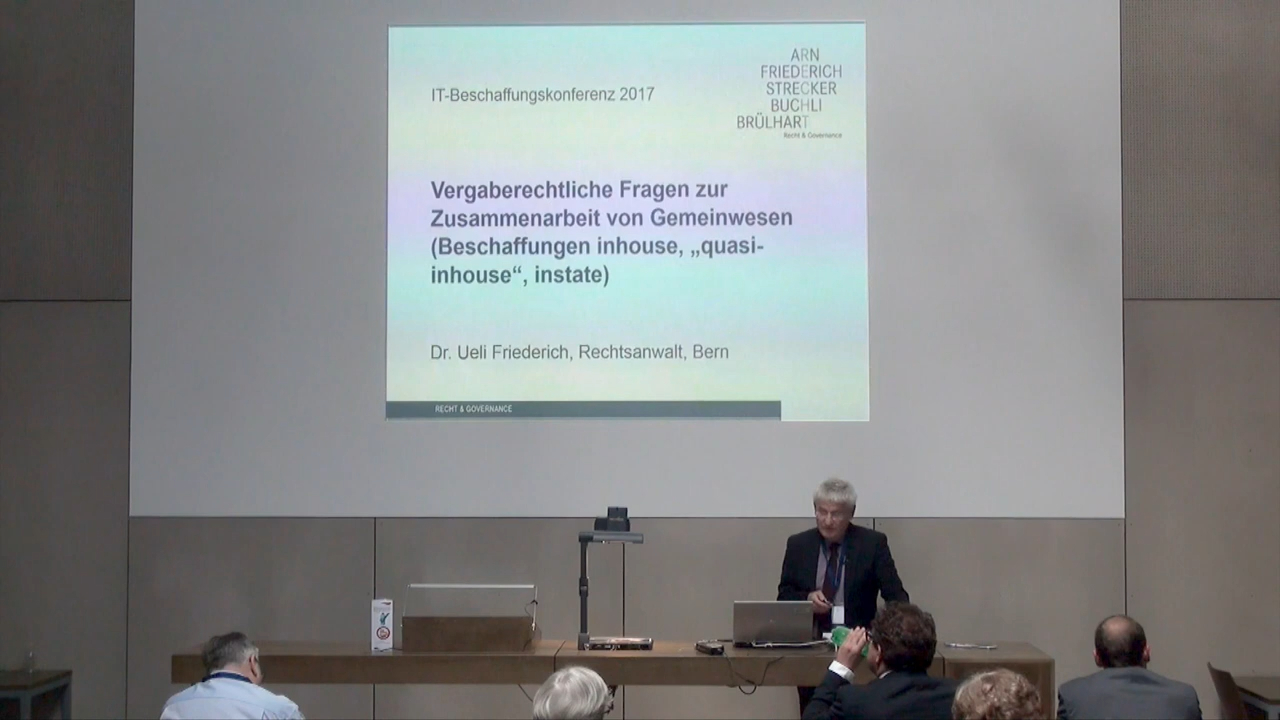 IT-Beschaffungskonferenz 2017
ARN
FRIEDERICH
STRECKER
BUCHLI
BRÜLHART
Recht & Governance
Vergaberechtliche Fragen zur
Zusammenarbeit von Gemeinwesen
(Beschaffungen inhouse, „quasi-
inhouse“, instate)
Dr. Ueli Friederich, Rechtsanwalt, Bern
RECHT & GOVERNANCE